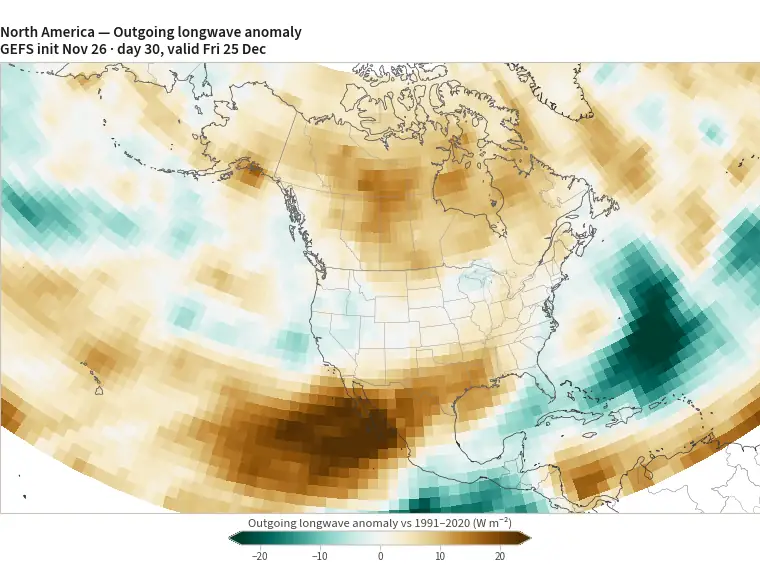 North America — Outgoing longwave anomaly
GEFS init Nov 26 · day 30, valid Fri 25 Dec
Outgoing longwave anomaly vs 1991–2020 (W m⁻²)
−20 −10 0 10 20